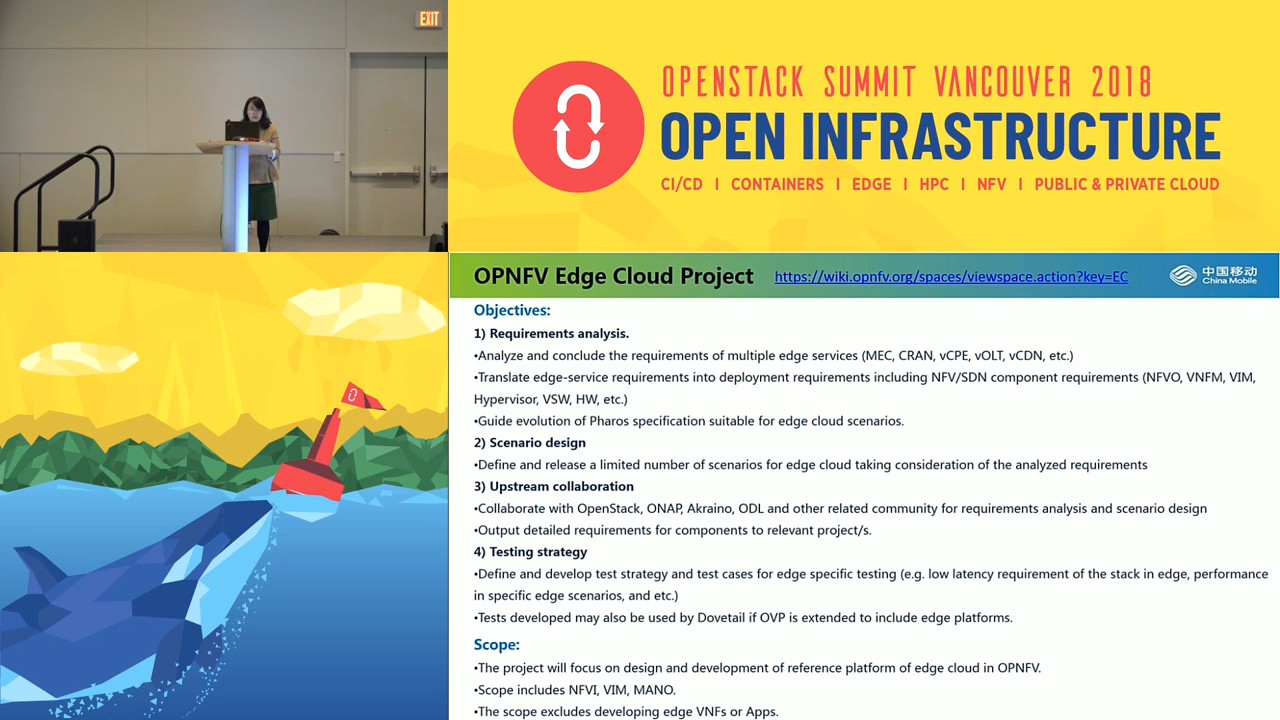 EXIT
OPENSTACK SUMMIT VANCOUVER 2018
OPEN INFRASTRUCTURE
CI/CD | CONTAINERS | EDGE | HPC | NFV | PUBLIC & PRIVATE CLOUD
OPNFV Edge Cloud Project https://wiki.opnfv.org/spaces/viewspace.action?key=EC
中国移动
China Mobile
Objectives:
1) Requirements analysis.
•Analyze and conclude the requirements of multiple edge services (MEC, CRAN, vCPE, vOLT, vCDN, etc.)
•Translate edge-service requirements into deployment requirements including NFV/SDN component requirements (NFVO, VNFM, VIM,
Hypervisor, VSW, HW, etc.)
•Guide evolution of Pharos specification suitable for edge cloud scenarios.
2) Scenario design
•Define and release a limited number of scenarios for edge cloud taking consideration of the analyzed requirements
3) Upstream collaboration
•Collaborate with OpenStack, ONAP, Akraino, ODL and other related community for requirements analysis and scenario design
•Output detailed requirements for components to relevant project/s.
4) Testing strategy
•Define and develop test strategy and test cases for edge specific testing (e.g. low latency requirement of the stack in edge, performance
in specific edge scenarios, and etc.)
•Tests developed may also be used by Dovetail if OVP is extended to include edge platforms.
Scope:
•The project will focus on design and development of reference platform of edge cloud in OPNFV.
•Scope includes NFVI, VIM, MANO.
•The scope excludes developing edge VNFs or Apps.